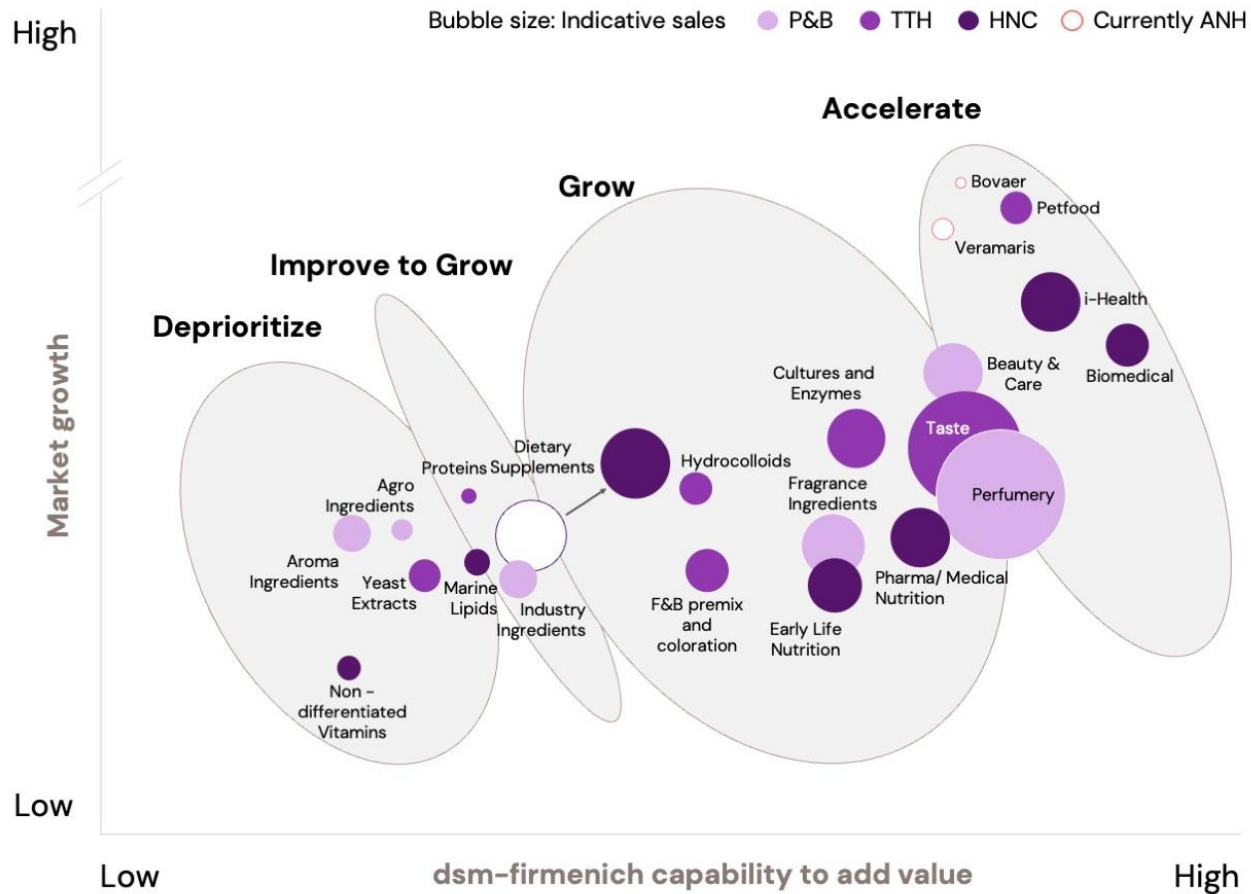 High
Bubble size: Indicative sales
P&B
TTH
HNC
Currently ANH
Accelerate
Grow
Improve to Grow
Deprioritize
Bovaer
Petfood
Veramaris
i-Health
Biomedical
Beauty &
Care
Cultures and
Enzymes
Taste
Perfumery
Dietary
Supplements
Proteins
Hydrocolloids
Fragrance
Ingredients
Agro
Ingredients
Aroma
Ingredients
Yeast
Extracts
Marine
Lipids
Industry
Ingredients
F&B premix
and
coloration
Early Life
Nutrition
Pharma/ Medical
Nutrition
Non -
differentiated
Vitamins
Market growth
Low
Low
dsm-firmenich capability to add value
High